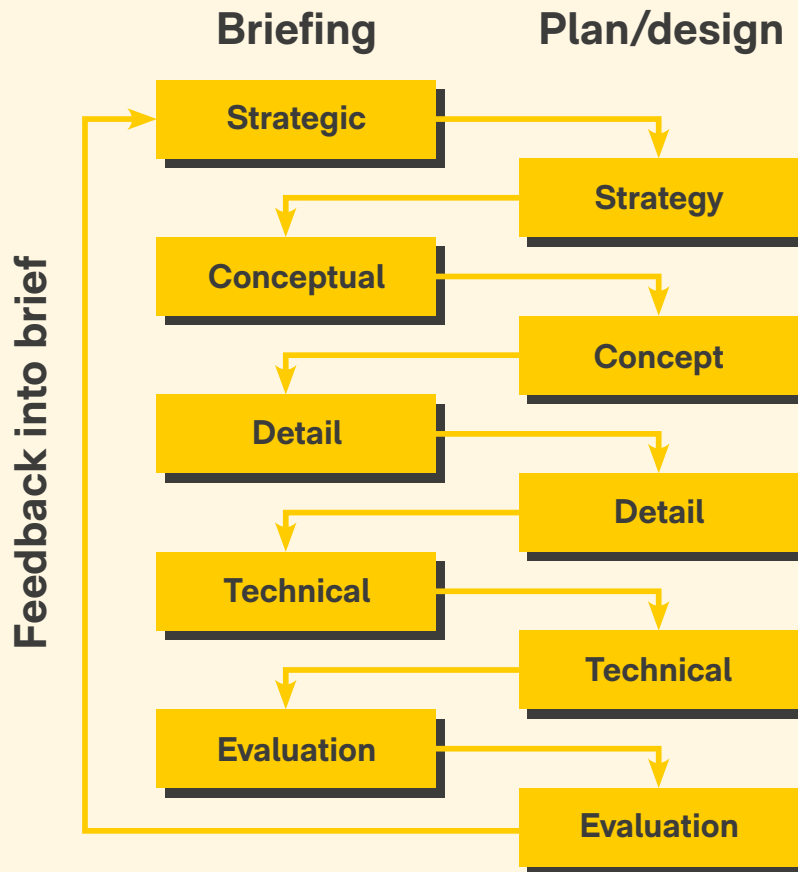 Briefing
Plan/design
Strategic
Strategy
Conceptual
Concept
Detail
Detail
Technical
Technical
Evaluation
Evaluation
Feedback into brief